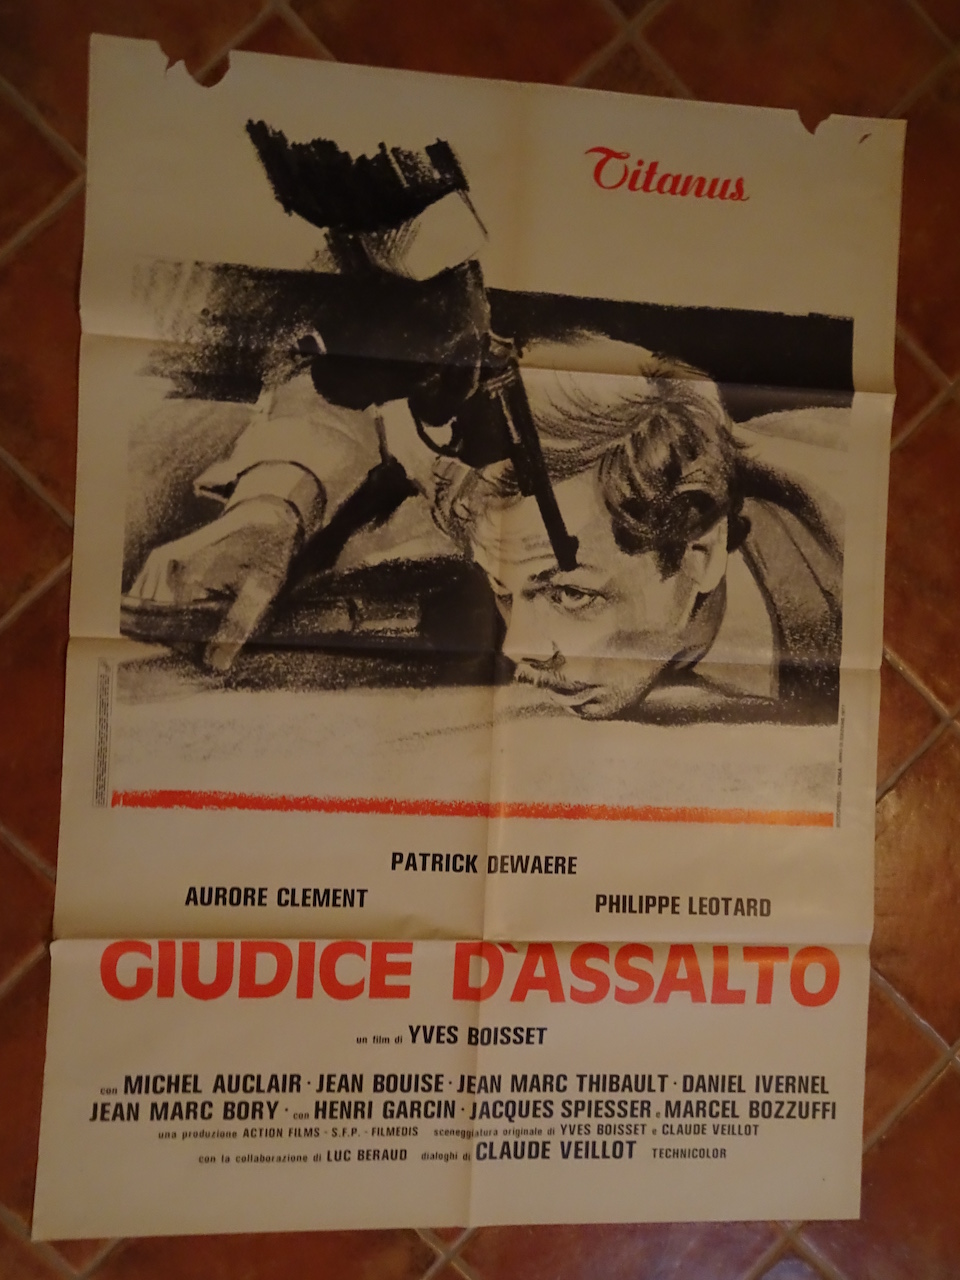 Titanus
PATRICK DEWAERE
AURORE CLEMENT
PHILIPPE LEOTARD
GIUDICE D'ASSALTO
un film di YVES BOISSET
con MICHEL AUCLAIR · JEAN BOUISE · JEAN MARC THIBAULT · DANIEL IVERNEL
JEAN MARC BORY · con HENRI GARCIN · JACQUES SPIESSER e MARCEL BOZZUFFI
una produzione ACTION FILMS - S.F.P. - FILMEDIS sceneggiatura originale di YVES BOISSET e CLAUDE VEILLOT
con la collaborazione di LUC BERAUD dialoghi di CLAUDE VEILLOT TECHNICOLOR